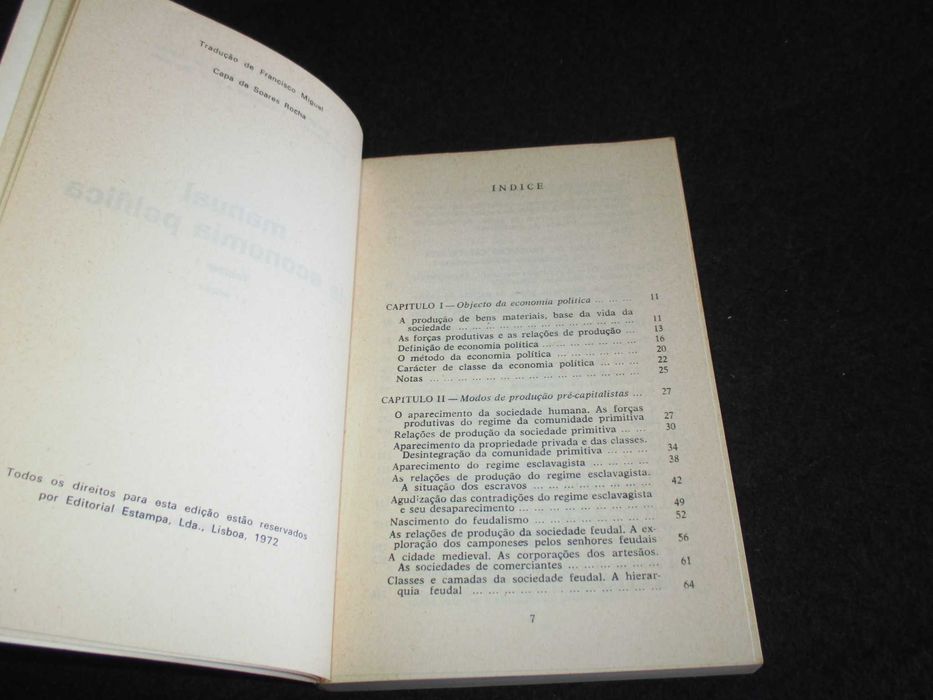 Tradução de Francisco Miguel
Capa de Soares Rocha
manual
economia política
Todos os direitos para esta edição estão reservados
por Editorial Estampa, Lda., Lisboa, 1972
INDICE
CAPITULO I — Objecto da economia politica ... ... ... 11
A produção de bens materiais, base da vida da
sociedade ... ... ... ... ... ... ... ... ... ... ... ... ... 11
As forças produtivas e as relações de produção ... 13
Definição de economia política ... ... ... ... ... ... ... 16
O método da economia política ... ... ... ... ... ... 20
Carácter de classe da economia política ... ... ... 22
Notas ... ... ... ... ... ... ... ... ... ... ... ... ... ... ... 25
CAPITULO II — Modos de produção pré-capitalistas ... 27
O aparecimento da sociedade humana. As forças
produtivas do regime da comunidade primitiva 27
Relações de produção da sociedade primitiva ... ... 30
Aparecimento da propriedade privada e das classes.
Desintegração da comunidade primitiva ... ... ... 34
Aparecimento do regime esclavagista ... ... ... ... 38
As relações de produção do regime esclavagista.
A situação dos escravos ... ... ... ... ... ... ... ... 42
Agudização das contradições do regime esclavagista
e seu desaparecimento ... ... ... ... ... ... ... ... ... 49
Nascimento do feudalismo ... ... ... ... ... ... ... ... 52
As relações de produção da sociedade feudal. A ex-
ploração dos camponeses pelos senhores feudais 56
A cidade medieval. As corporações dos artesãos.
As sociedades de comerciantes ... ... ... ... ... ... 61
Classes e camadas da sociedade feudal. A hierar-
quia feudal ... ... ... ... . ... ... ... ... ... ... ... 64
7